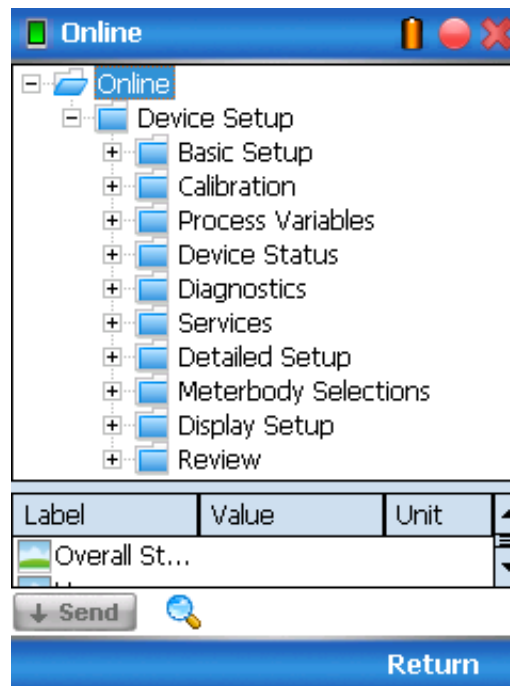 Online
Online
Device Setup
Basic Setup
Calibration
Process Variables
Device Status
Diagnostics
Services
Detailed Setup
Meterbody Selections
Display Setup
Review
Label Value Unit
Overall St...
Send
Return